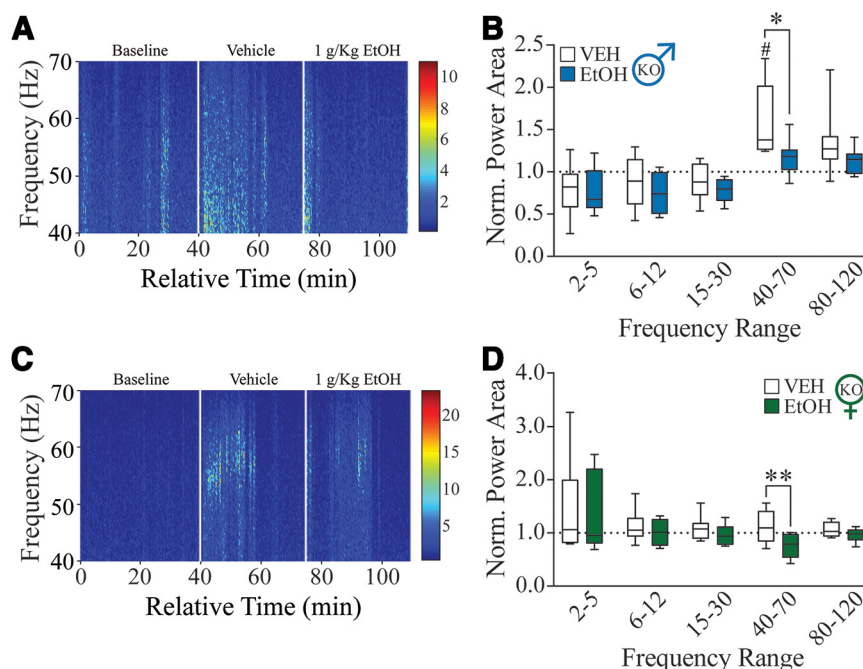 A
Baseline
Vehicle
1 g/Kg EtOH
70
60
50
40
Frequency (Hz)
0
20
40
60
80
100
Relative Time (min)
10
8
6
4
2
B
VEH
EtOH
KO
*
#
2.5
2.0
1.5
1.0
0.5
0.0
Norm. Power Area
2-5
6-12
15-30
40-70
80-120
Frequency Range
C
Baseline
Vehicle
1 g/Kg EtOH
70
60
50
40
Frequency (Hz)
0
20
40
60
80
100
Relative Time (min)
20
15
10
5
D
VEH
EtOH
KO
**
4.0
3.0
2.0
1.0
0.0
Norm. Power Area
2-5
6-12
15-30
40-70
80-120
Frequency Range